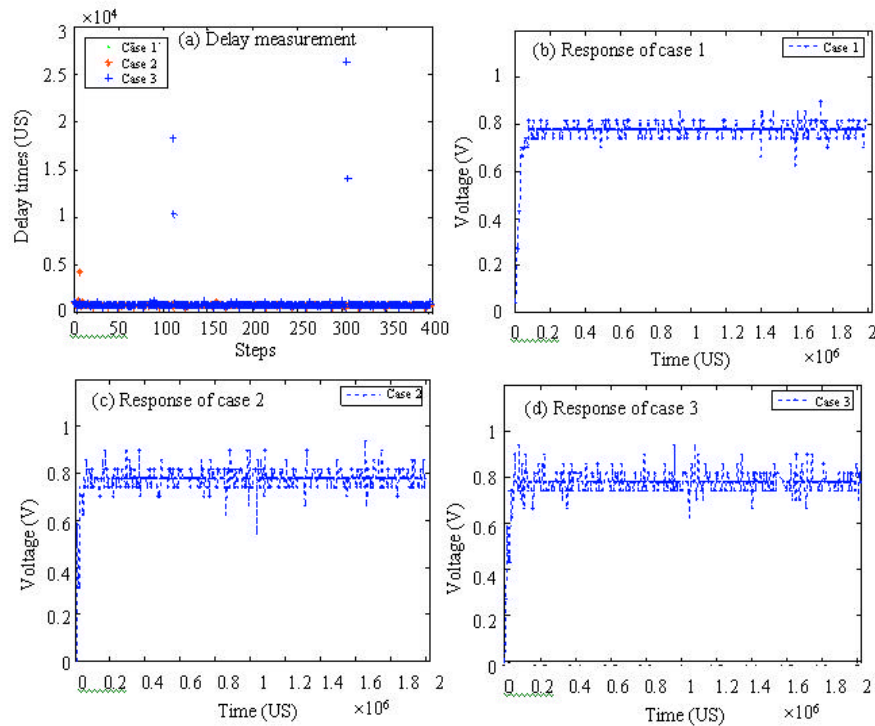 ×10⁴
(a) Delay measurement
Case 1
Case 2
Case 3
3
2.5
2
1.5
1
0.5
0
Delay times (US)
0 50 100 150 200 250 300 350 400
Steps
(b) Response of case 1
Case 1
1
0.8
0.6
0.4
0.2
0
Voltage (V)
0 0.2 0.4 0.6 0.8 1 1.2 1.4 1.6 1.8 2
Time (US)
×10⁶
(c) Response of case 2
Case 2
1
0.8
0.6
0.4
0.2
0
Voltage (V)
0 0.2 0.4 0.6 0.8 1 1.2 1.4 1.6 1.8 2
Time (US)
×10⁶
(d) Response of case 3
Case 3
1
0.8
0.6
0.4
0.2
0
Voltage (V)
0 0.2 0.4 0.6 0.8 1 1.2 1.4 1.6 1.8 2
Time (US)
×10⁶